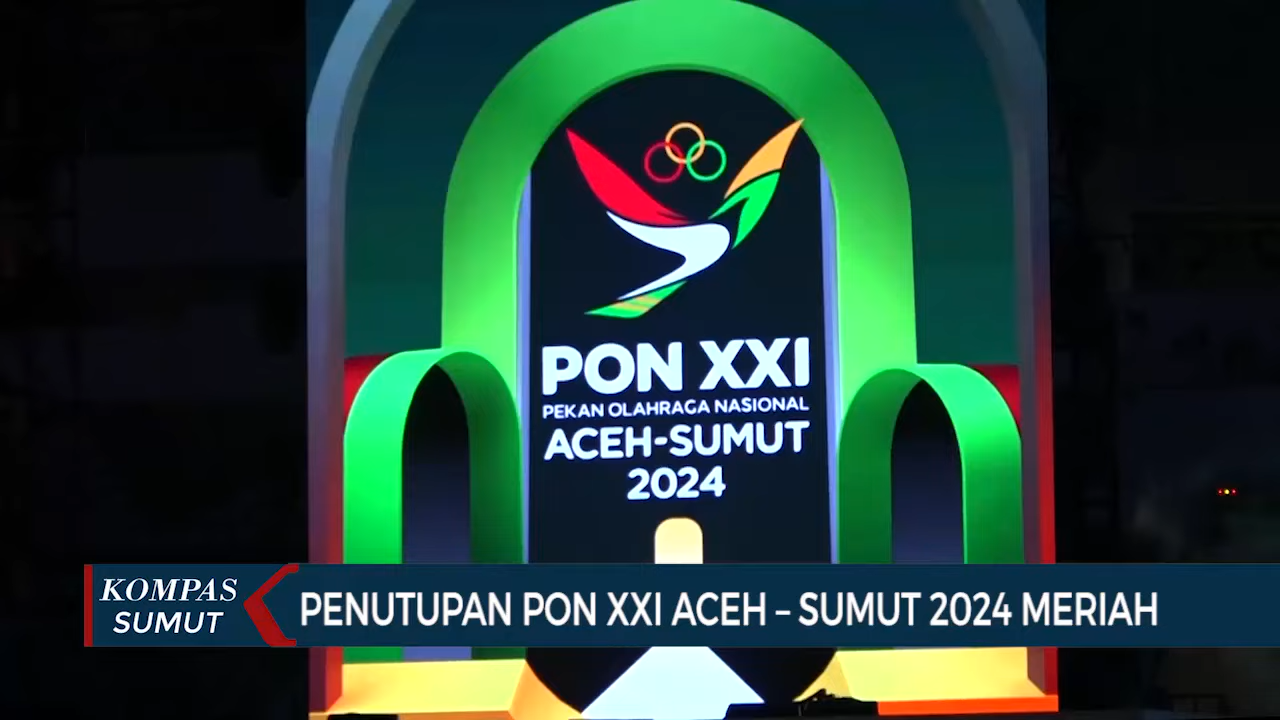 PON XXI
PEKAN OLAHRAGA NASIONAL
ACEH-SUMUT
2024
KOMPAS
SUMUT
PENUTUPAN PON XXI ACEH – SUMUT 2024 MERIAH